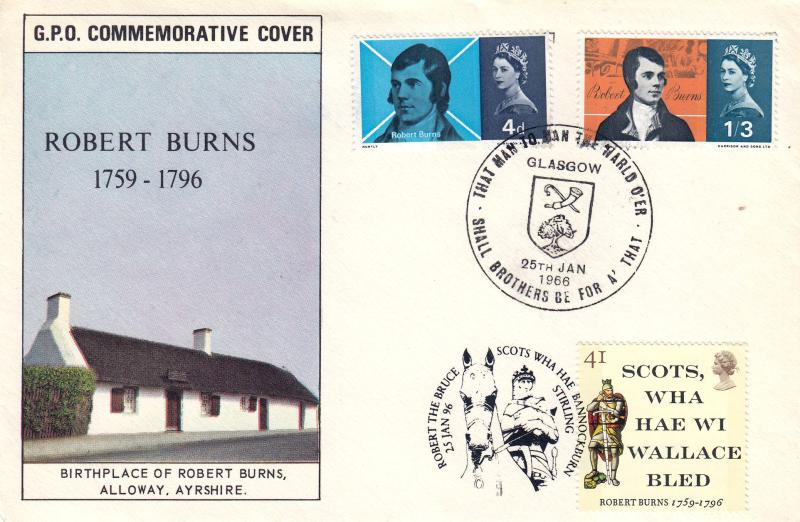 G.P.O. COMMEMORATIVE COVER
ROBERT BURNS
1759 - 1796
BIRTHPLACE OF ROBERT BURNS,
ALLOWAY, AYRSHIRE.
Robert Burns
4d
Robert Burns
1/3
HARRISON AND SONS LTD
THAT MAN TO MAN THE WARLD O'ER
GLASGOW
25TH JAN
1966
SHALL BROTHERS BE FOR A' THAT
ROBERT THE BRUCE
25 JAN 96
SCOTS WHA HAE BANNOCKBURN
STIRLING
41
SCOTS,
WHA
HAE WI
WALLACE
BLED
ROBERT BURNS 1759-1796